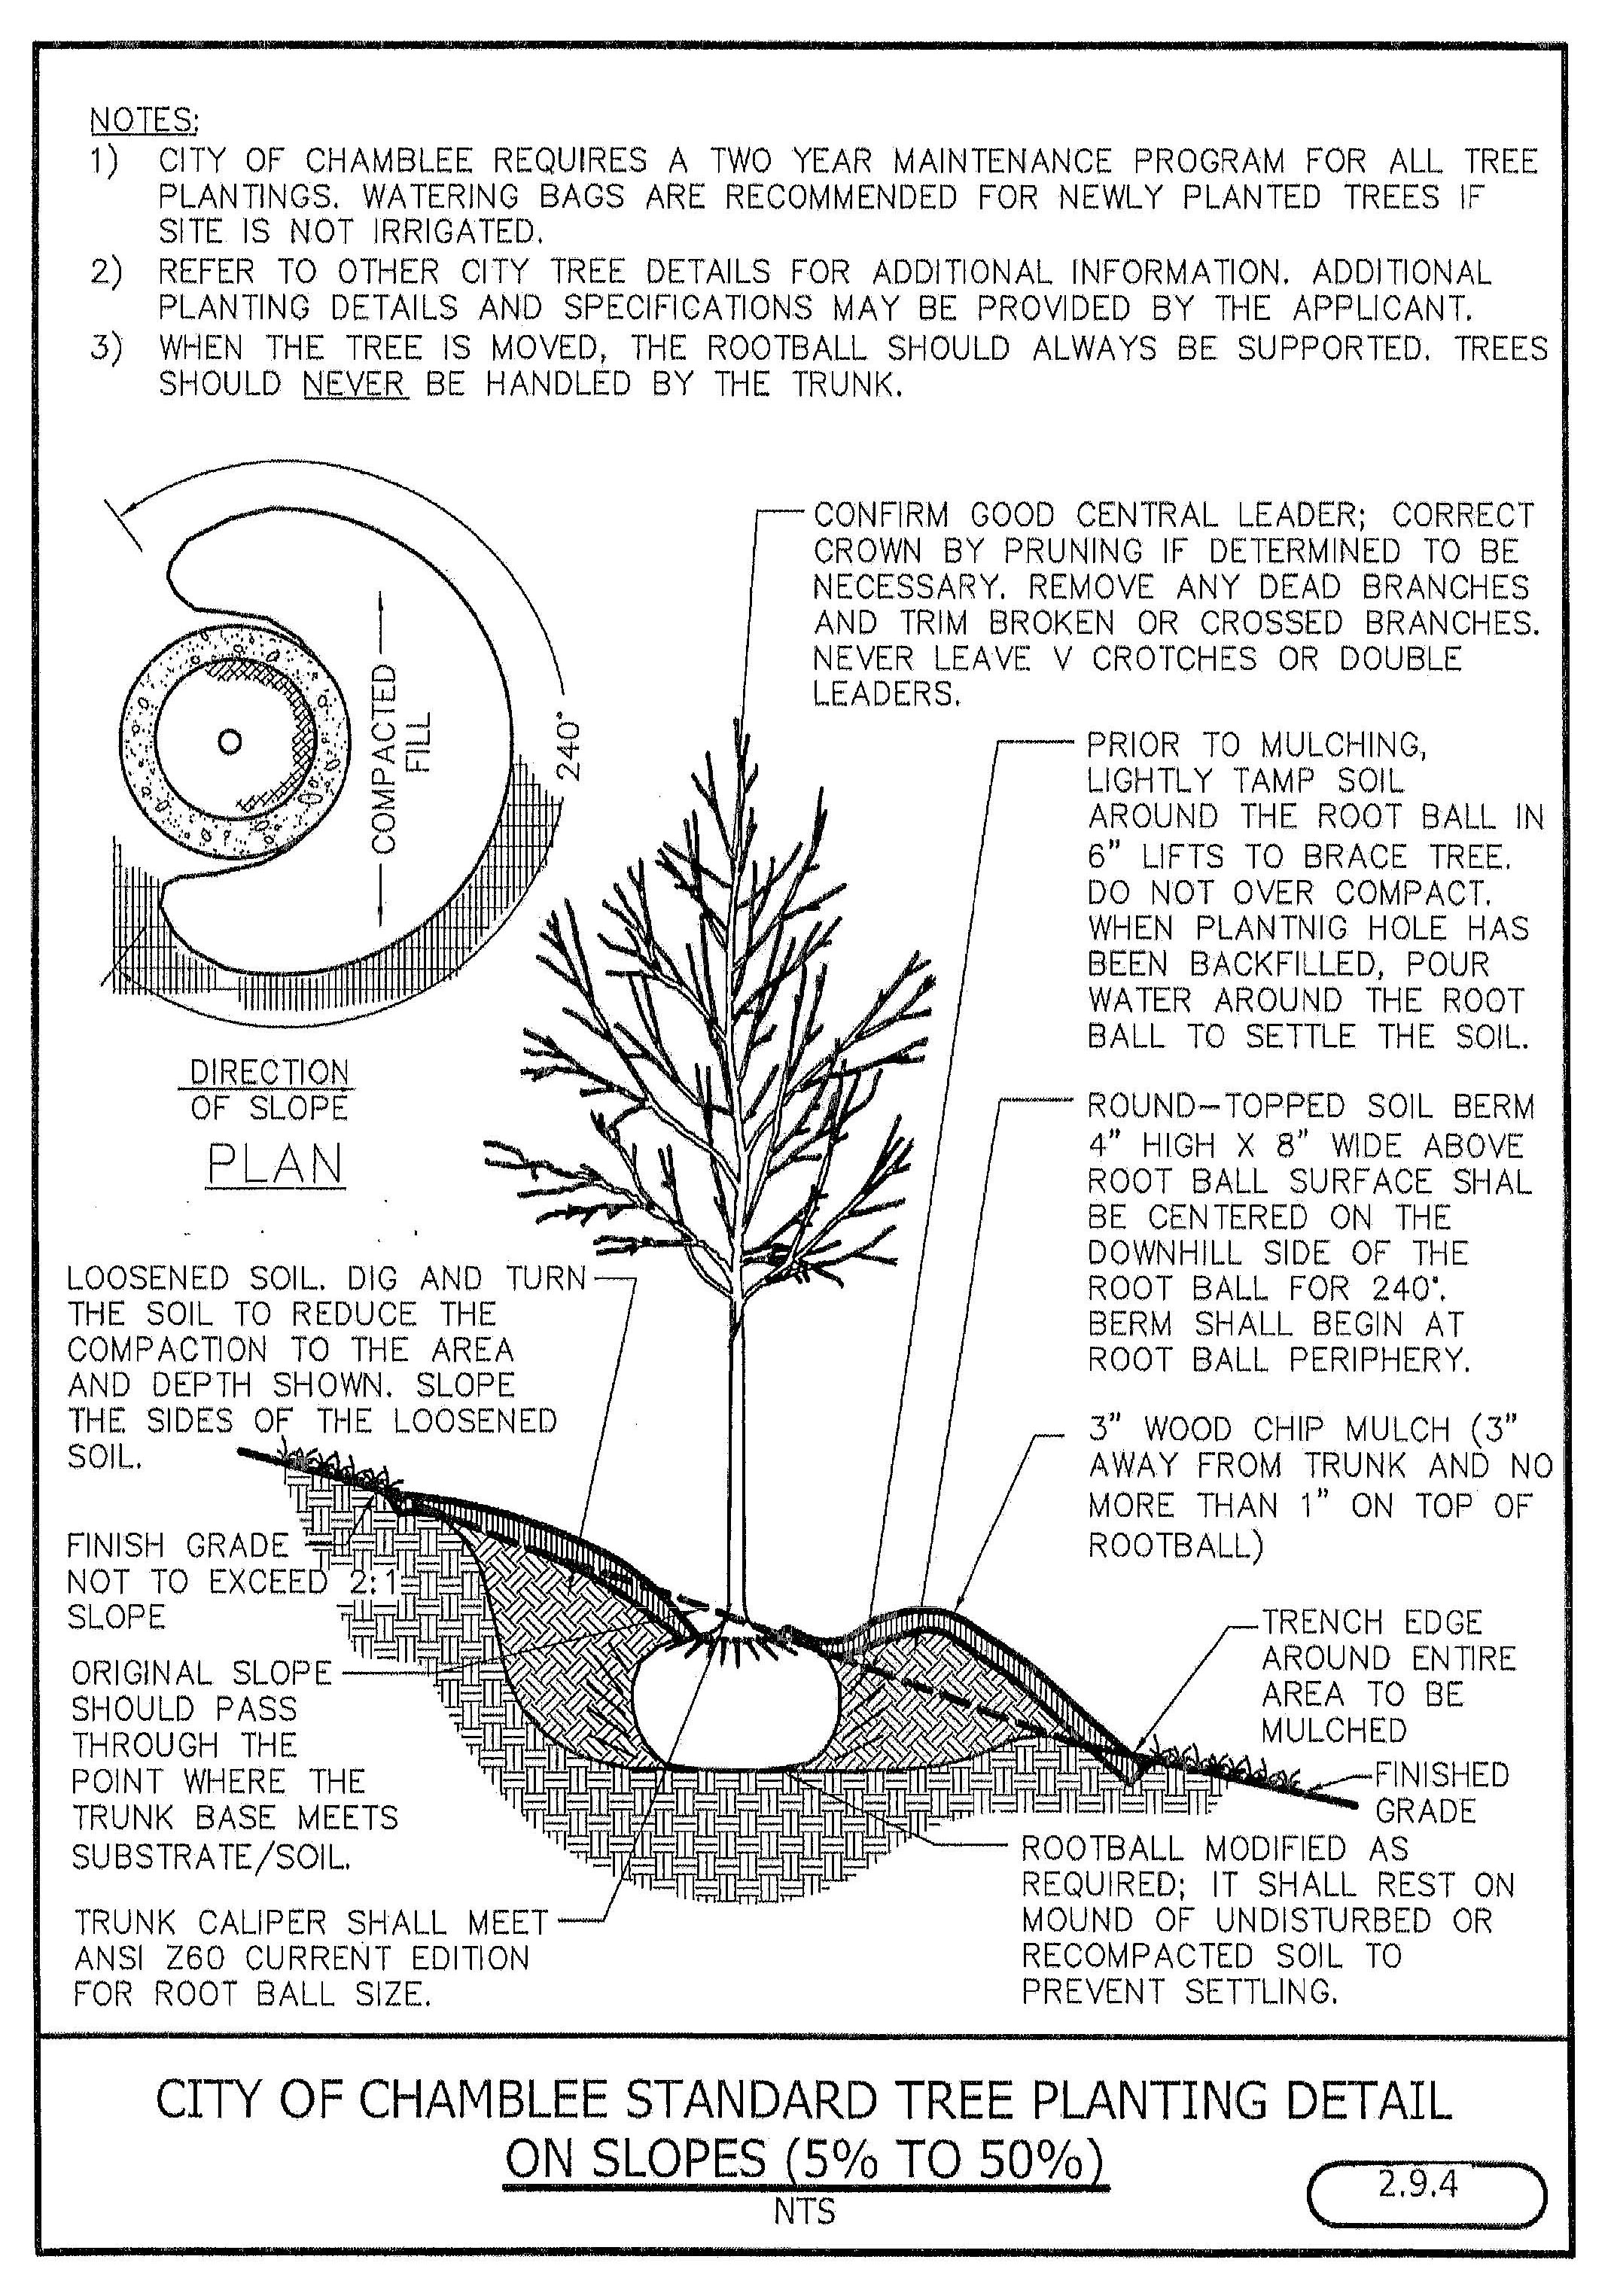 NOTES:
1) CITY OF CHAMBLEE REQUIRES A TWO YEAR MAINTENANCE PROGRAM FOR ALL TREE
PLANTINGS. WATERING BAGS ARE RECOMMENDED FOR NEWLY PLANTED TREES IF
SITE IS NOT IRRIGATED.
2) REFER TO OTHER CITY TREE DETAILS FOR ADDITIONAL INFORMATION. ADDITIONAL
PLANTING DETAILS AND SPECIFICATIONS MAY BE PROVIDED BY THE APPLICANT.
3) WHEN THE TREE IS MOVED, THE ROOTBALL SHOULD ALWAYS BE SUPPORTED. TREES
SHOULD NEVER BE HANDLED BY THE TRUNK.
COMPACTED
FILL
240°
DIRECTION
OF SLOPE
PLAN
CONFIRM GOOD CENTRAL LEADER; CORRECT
CROWN BY PRUNING IF DETERMINED TO BE
NECESSARY. REMOVE ANY DEAD BRANCHES
AND TRIM BROKEN OR CROSSED BRANCHES.
NEVER LEAVE V CROTCHES OR DOUBLE
LEADERS.
PRIOR TO MULCHING,
LIGHTLY TAMP SOIL
AROUND THE ROOT BALL IN
6" LIFTS TO BRACE TREE.
DO NOT OVER COMPACT.
WHEN PLANTNIG HOLE HAS
BEEN BACKFILLED, POUR
WATER AROUND THE ROOT
BALL TO SETTLE THE SOIL.
ROUND-TOPPED SOIL BERM
4" HIGH X 8" WIDE ABOVE
ROOT BALL SURFACE SHAL
BE CENTERED ON THE
DOWNHILL SIDE OF THE
ROOT BALL FOR 240°.
BERM SHALL BEGIN AT
ROOT BALL PERIPHERY.
3" WOOD CHIP MULCH (3"
AWAY FROM TRUNK AND NO
MORE THAN 1" ON TOP OF
ROOTBALL)
TRENCH EDGE
AROUND ENTIRE
AREA TO BE
MULCHED
FINISHED
GRADE
ROOTBALL MODIFIED AS
REQUIRED; IT SHALL REST ON
MOUND OF UNDISTURBED OR
RECOMPACTED SOIL TO
PREVENT SETTLING.
LOOSENED SOIL. DIG AND TURN
THE SOIL TO REDUCE THE
COMPACTION TO THE AREA
AND DEPTH SHOWN. SLOPE
THE SIDES OF THE LOOSENED
SOIL.
FINISH GRADE
NOT TO EXCEED 2:1
SLOPE
ORIGINAL SLOPE
SHOULD PASS
THROUGH THE
POINT WHERE THE
TRUNK BASE MEETS
SUBSTRATE/SOIL.
TRUNK CALIPER SHALL MEET
ANSI Z60 CURRENT EDITION
FOR ROOT BALL SIZE.
CITY OF CHAMBLEE STANDARD TREE PLANTING DETAIL
ON SLOPES (5% TO 50%)
NTS
2.9.4